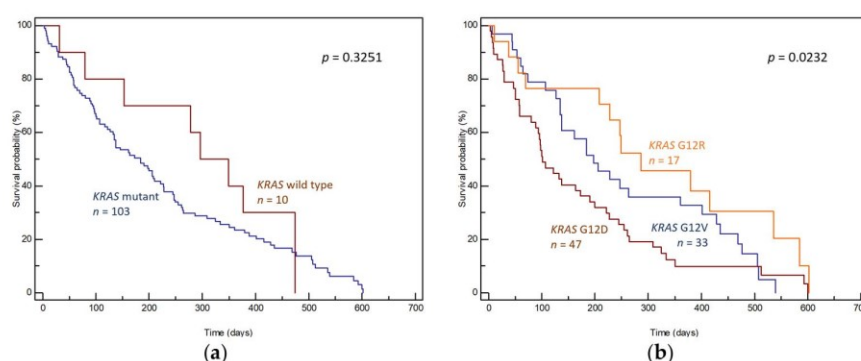 p = 0.3251
Survival probability (%)
100
80
60
40
20
0
KRAS wild type
n = 10
KRAS mutant
n = 103
0 100 200 300 400 500 600 700
Time (days)
(a)
p = 0.0232
Survival probability (%)
100
80
60
40
20
0
KRAS G12R
n = 17
KRAS G12D
n = 47
KRAS G12V
n = 33
0 100 200 300 400 500 600 70
Time (days)
(b)